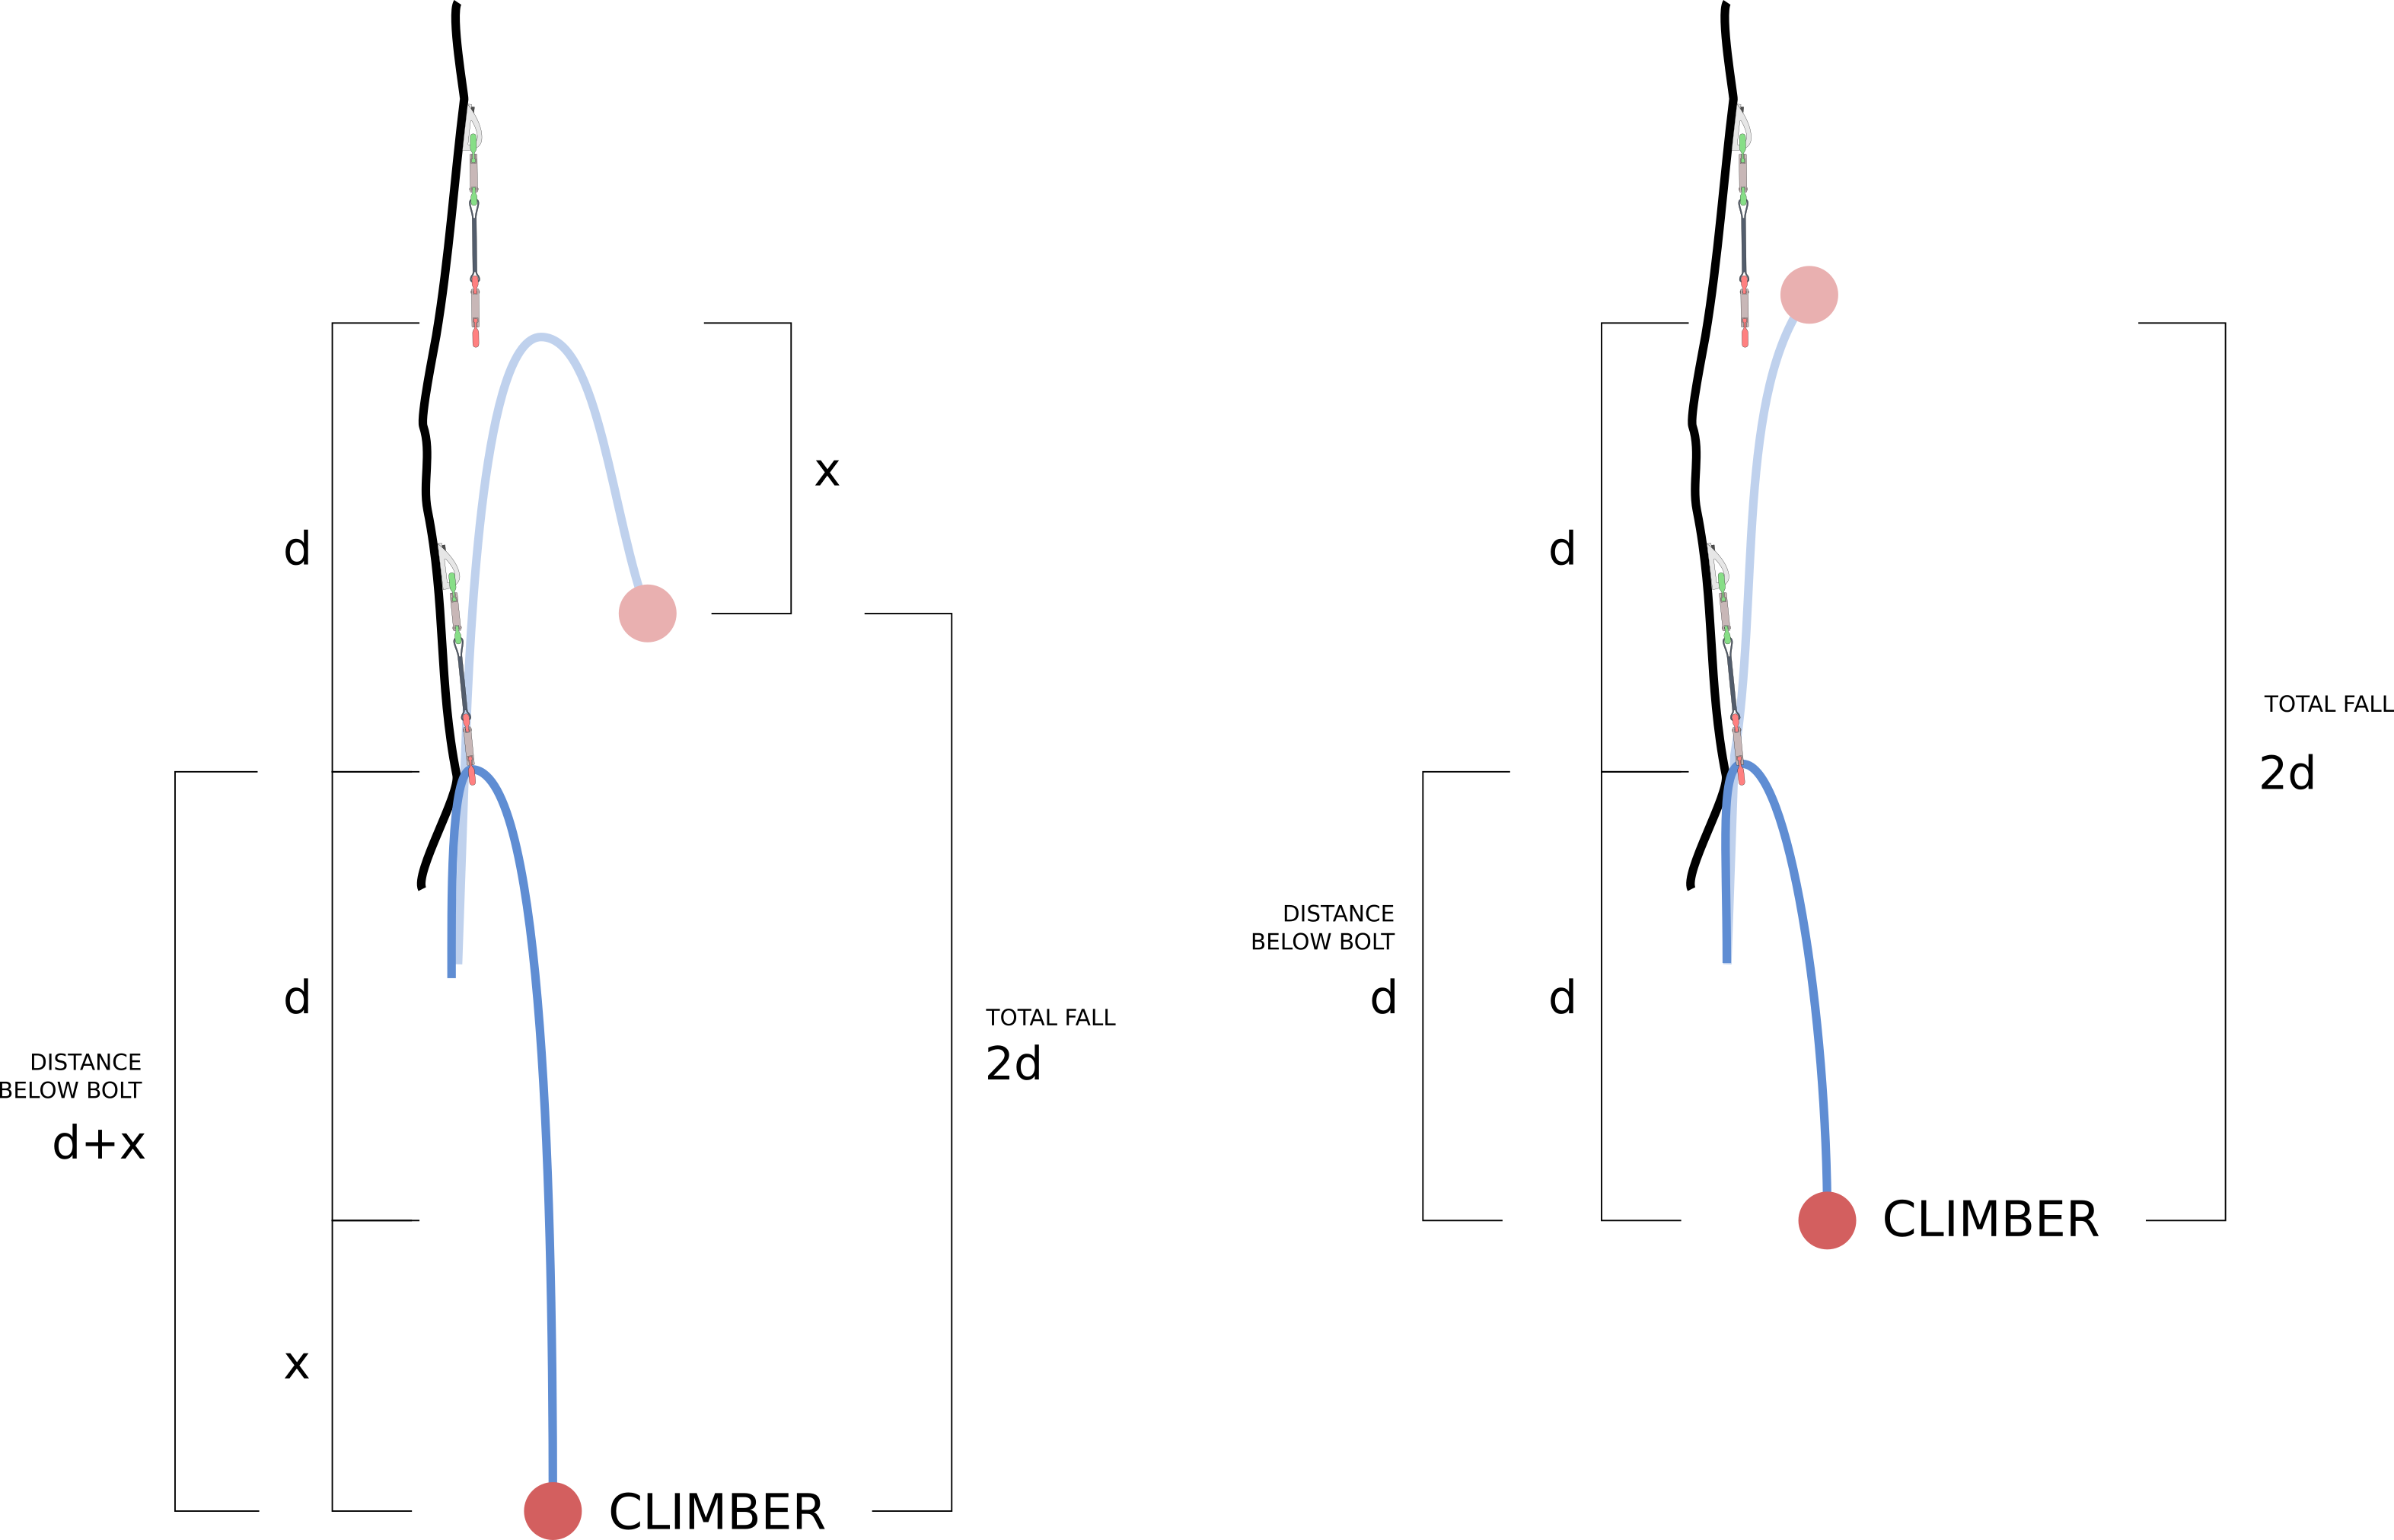 d
x
d
TOTAL FALL
2d
DISTANCE
BELOW BOLT
d+x
x
CLIMBER
d
TOTAL FALL
2d
DISTANCE
BELOW BOLT
d
d
CLIMBER